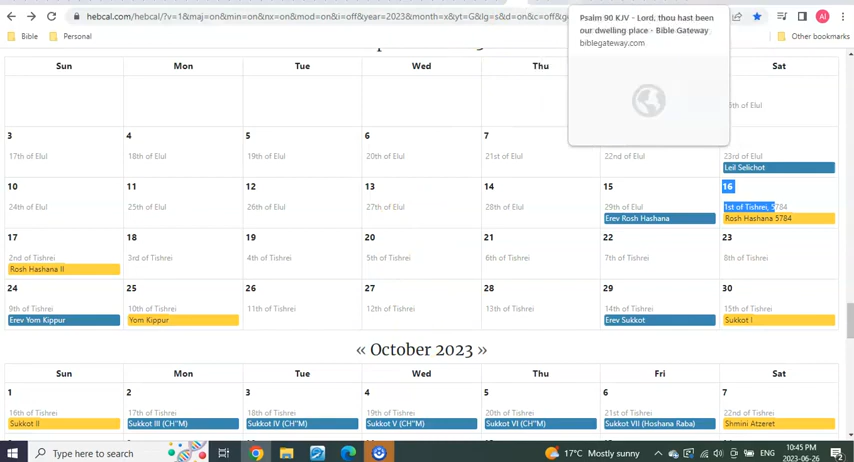 hebcal.com/hebcal/?v=1&maj=on&min=on&nx=on&mod=on&i=off&year=2023&month=x&yt=G&lg=s&d=on&c=off&ge
Psalm 90 KJV - Lord, thou hast been
our dwelling place - Bible Gateway
biblegateway.com
AI
Bible Personal Other bookmarks
Sun Mon Tue Wed Thu Sat
3 4 5 6 7
17th of Elul 18th of Elul 19th of Elul 20th of Elul 21st of Elul 22nd of Elul 23rd of Elul
Leil Selichot
10 11 12 13 14 15 16
24th of Elul 25th of Elul 26th of Elul 27th of Elul 28th of Elul 29th of Elul 1st of Tishrei, 5784
Erev Rosh Hashana Rosh Hashana 5784
17 18 19 20 21 22 23
2nd of Tishrei 3rd of Tishrei 4th of Tishrei 5th of Tishrei 6th of Tishrei 7th of Tishrei 8th of Tishrei
Rosh Hashana II
24 25 26 27 28 29 30
9th of Tishrei 10th of Tishrei 11th of Tishrei 12th of Tishrei 13th of Tishrei 14th of Tishrei 15th of Tishrei
Erev Yom Kippur Yom Kippur Erev Sukkot Sukkot I
« October 2023 »
Sun Mon Tue Wed Thu Fri Sat
1 2 3 4 5 6 7
16th of Tishrei 17th of Tishrei 18th of Tishrei 19th of Tishrei 20th of Tishrei 21st of Tishrei 22nd of Tishrei
Sukkot II Sukkot III (CH"M) Sukkot IV (CH"M) Sukkot V (CH"M) Sukkot VI (CH"M) Sukkot VII (Hoshana Raba) Shmini Atzeret
Type here to search 17°C Mostly sunny ENG 10:45 PM
2023-06-26
2